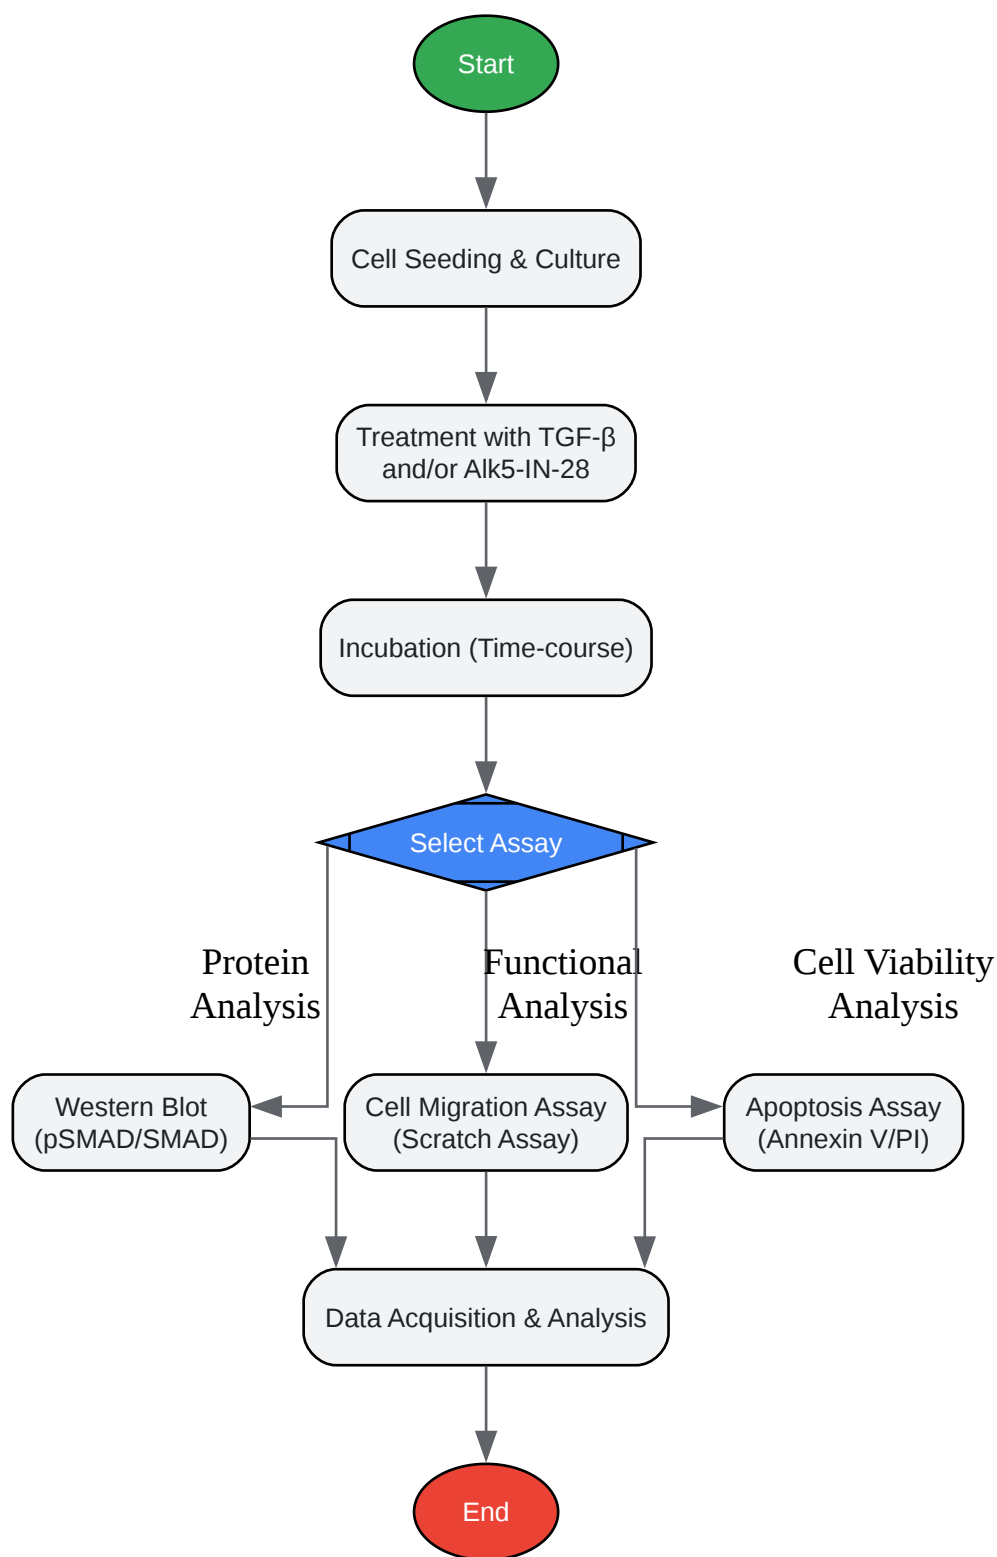 Start
Cell Seeding & Culture
Treatment with TGF-β
and/or Alk5-IN-28
Incubation (Time-course)
Select Assay
Protein
Analysis
Functional
Analysis
Cell Viability
Analysis
Western Blot
(pSMAD/SMAD)
Cell Migration Assay
(Scratch Assay)
Apoptosis Assay
(Annexin V/PI)
Data Acquisition & Analysis
End